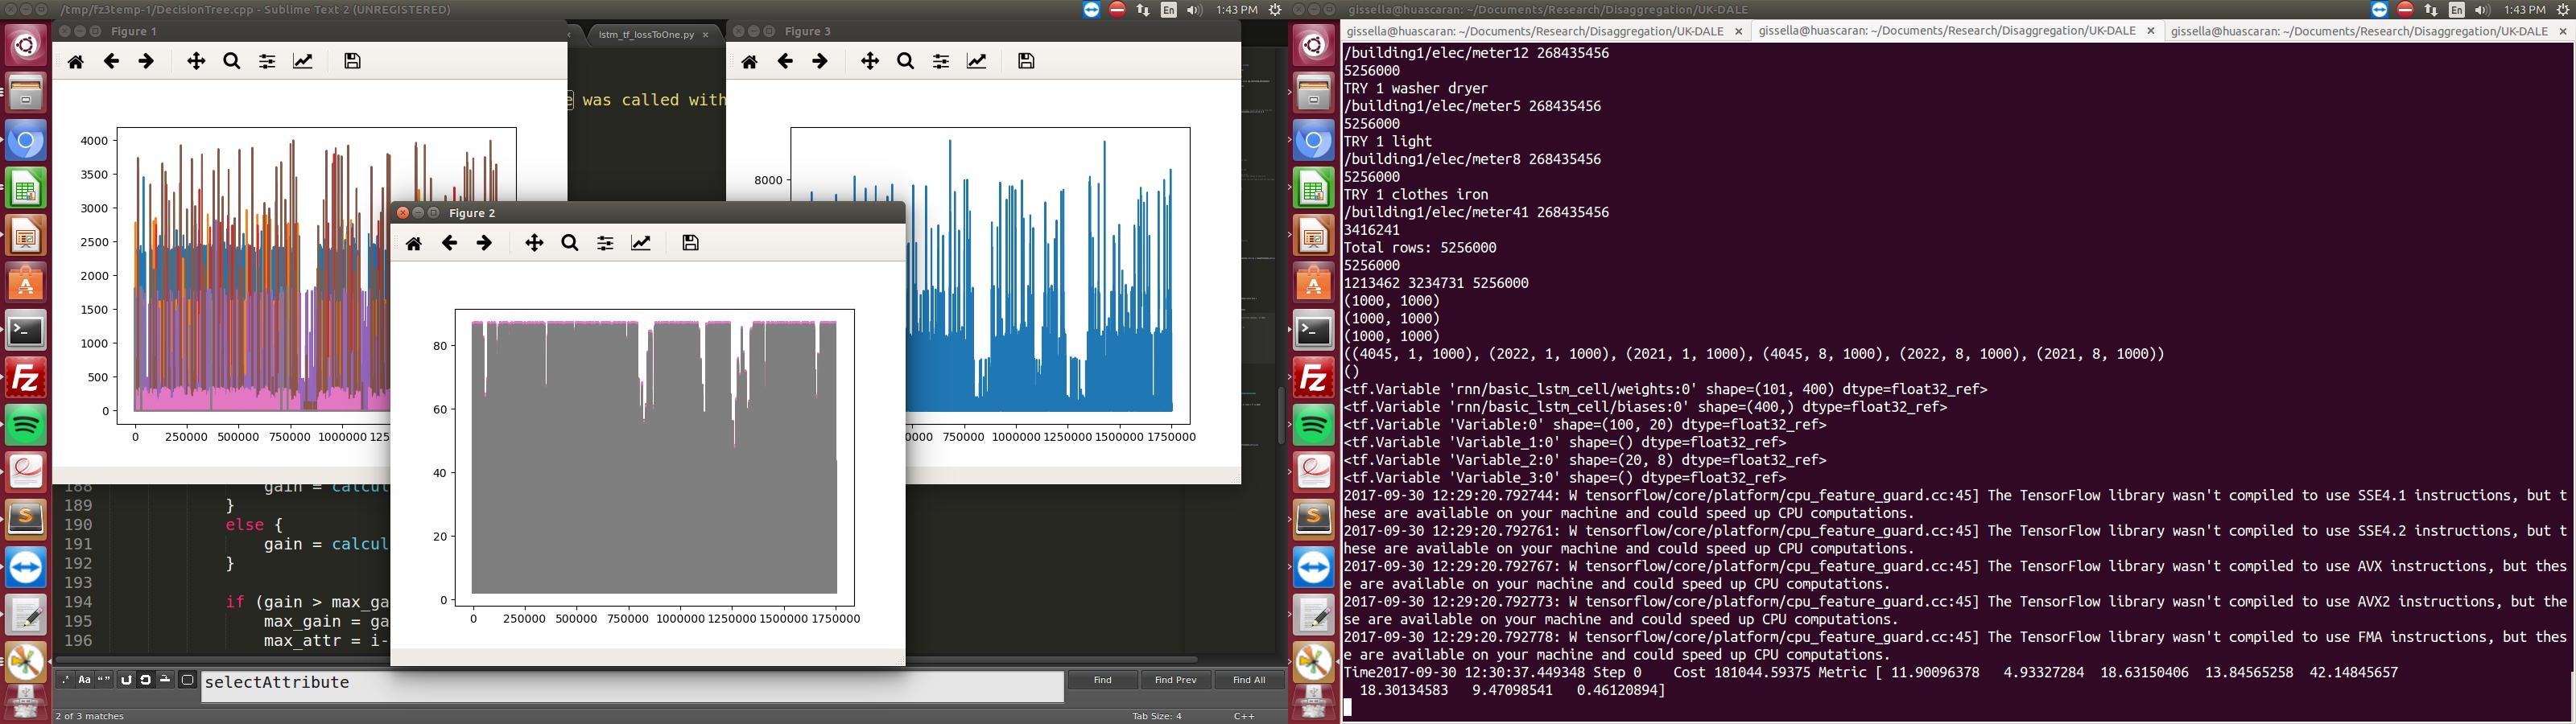 /tmp/fz3temp-1/DecisionTree.cpp - Sublime Text 2 (UNREGISTERED)
En
1:43 PM
Figure 1
lstm_tf_lossToOne.py ×
Figure 3
was called with
4000
3500
3000
2500
2000
1500
1000
500
0
0 250000 500000 750000 1000000 125
8000
750000 1000000 1250000 1500000 1750000
Figure 2
80
60
40
20
0
0 250000 500000 750000 1000000 1250000 1500000 1750000
188 gain = calcul
189 }
190 else {
191 gain = calcul
192 }
193
194 if (gain > max_ga
195 max_gain = ga
196 max_attr = i-
.* Aa “”
selectAttribute
Find
Find Prev
Find All
2 of 3 matches
Tab Size: 4
C++
gissella@huascaran: ~/Documents/Research/Disaggregation/UK-DALE
En
1:43 PM
gissella@huascaran: ~/Documents/Research/Disaggregation/UK-DALE ×
gissella@huascaran: ~/Documents/Research/Disaggregation/UK-DALE ×
gissella@huascaran: ~/Documents/Research/Disaggregation/UK-DALE ×
/building1/elec/meter12 268435456
5256000
TRY 1 washer dryer
/building1/elec/meter5 268435456
5256000
TRY 1 light
/building1/elec/meter8 268435456
5256000
TRY 1 clothes iron
/building1/elec/meter41 268435456
3416241
Total rows: 5256000
5256000
1213462 3234731 5256000
(1000, 1000)
(1000, 1000)
(1000, 1000)
((4045, 1, 1000), (2022, 1, 1000), (2021, 1, 1000), (4045, 8, 1000), (2022, 8, 1000), (2021, 8, 1000))
()
<tf.Variable 'rnn/basic_lstm_cell/weights:0' shape=(101, 400) dtype=float32_ref>
<tf.Variable 'rnn/basic_lstm_cell/biases:0' shape=(400,) dtype=float32_ref>
<tf.Variable 'Variable:0' shape=(100, 20) dtype=float32_ref>
<tf.Variable 'Variable_1:0' shape=() dtype=float32_ref>
<tf.Variable 'Variable_2:0' shape=(20, 8) dtype=float32_ref>
<tf.Variable 'Variable_3:0' shape=() dtype=float32_ref>
2017-09-30 12:29:20.792744: W tensorflow/core/platform/cpu_feature_guard.cc:45] The TensorFlow library wasn't compiled to use SSE4.1 instructions, but t
hese are available on your machine and could speed up CPU computations.
2017-09-30 12:29:20.792761: W tensorflow/core/platform/cpu_feature_guard.cc:45] The TensorFlow library wasn't compiled to use SSE4.2 instructions, but t
hese are available on your machine and could speed up CPU computations.
2017-09-30 12:29:20.792767: W tensorflow/core/platform/cpu_feature_guard.cc:45] The TensorFlow library wasn't compiled to use AVX instructions, but thes
e are available on your machine and could speed up CPU computations.
2017-09-30 12:29:20.792773: W tensorflow/core/platform/cpu_feature_guard.cc:45] The TensorFlow library wasn't compiled to use AVX2 instructions, but the
se are available on your machine and could speed up CPU computations.
2017-09-30 12:29:20.792778: W tensorflow/core/platform/cpu_feature_guard.cc:45] The TensorFlow library wasn't compiled to use FMA instructions, but thes
e are available on your machine and could speed up CPU computations.
Time2017-09-30 12:30:37.449348 Step 0 Cost 181044.59375 Metric [ 11.90096378 4.93327284 18.63150406 13.84565258 42.14845657
18.30134583 9.47098541 0.46120894]